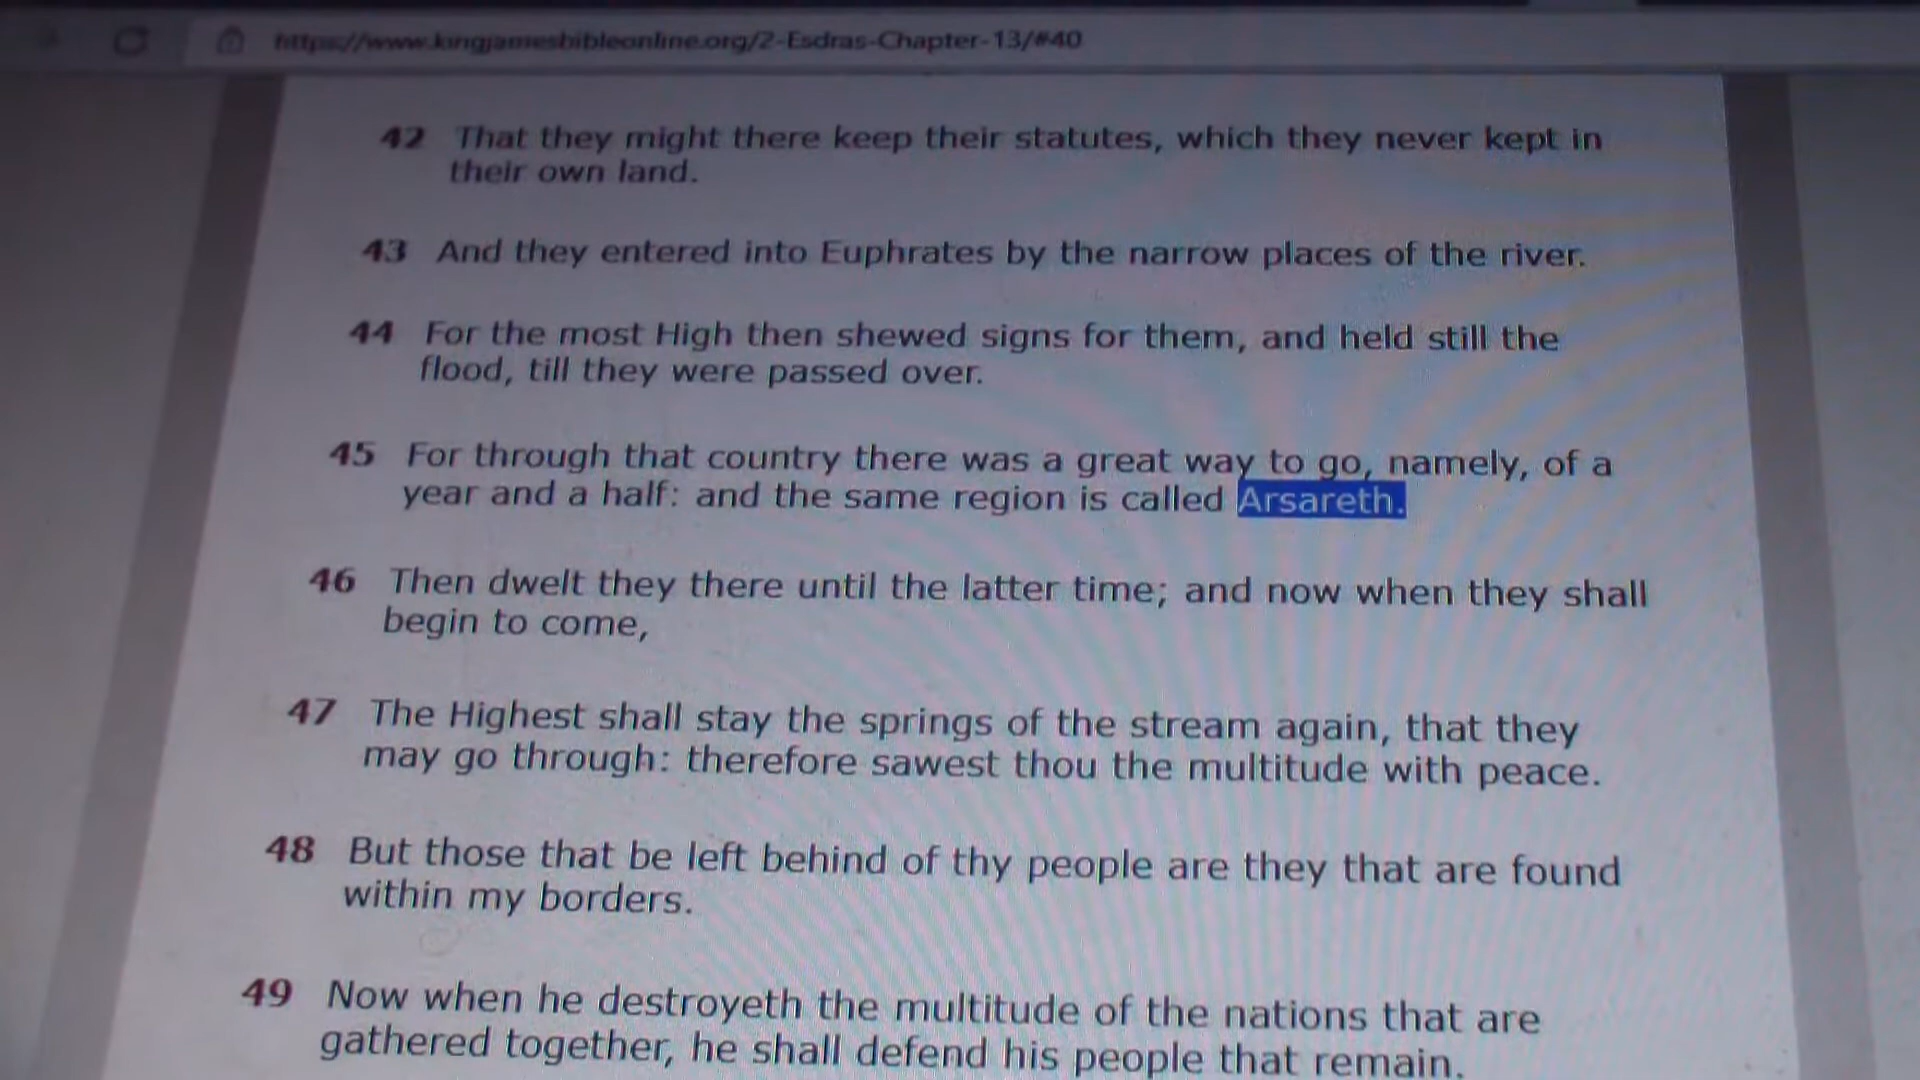 https://www.kingjamesbibleonline.org/2-Esdras-Chapter-13/#40
42 That they might there keep their statutes, which they never kept in
their own land.
43 And they entered into Euphrates by the narrow places of the river.
44 For the most High then shewed signs for them, and held still the
flood, till they were passed over.
45 For through that country there was a great way to go, namely, of a
year and a half: and the same region is called Arsareth.
46 Then dwelt they there until the latter time; and now when they shall
begin to come,
47 The Highest shall stay the springs of the stream again, that they
may go through: therefore sawest thou the multitude with peace.
48 But those that be left behind of thy people are they that are found
within my borders.
49 Now when he destroyeth the multitude of the nations that are
gathered together, he shall defend his people that remain.